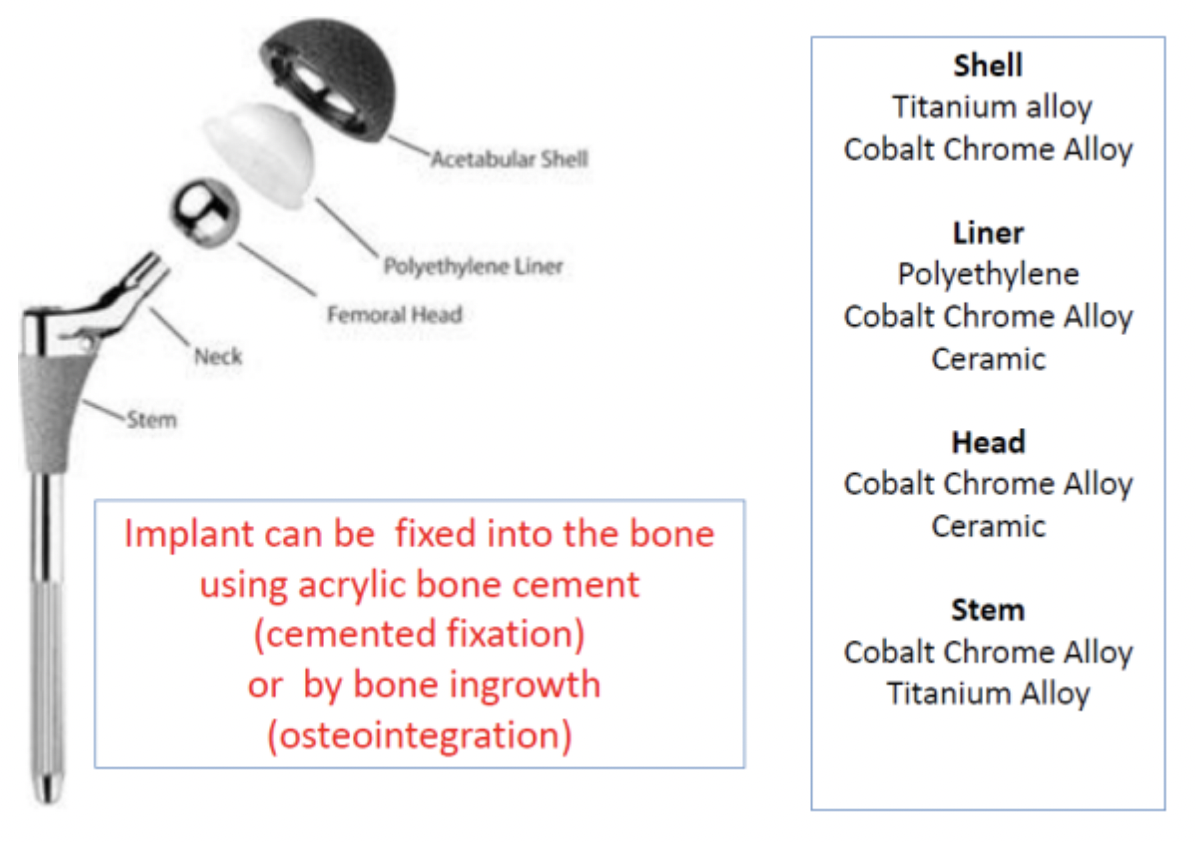 Acetabular Shell
Polyethylene Liner
Femoral Head
Neck
Stem
Implant can be  fixed into the bone
using acrylic bone cement
(cemented fixation)
or  by bone ingrowth
(osteointegration)
Shell
Titanium alloy
Cobalt Chrome Alloy
Liner
Polyethylene
Cobalt Chrome Alloy
Ceramic
Head
Cobalt Chrome Alloy
Ceramic
Stem
Cobalt Chrome Alloy
Titanium Alloy